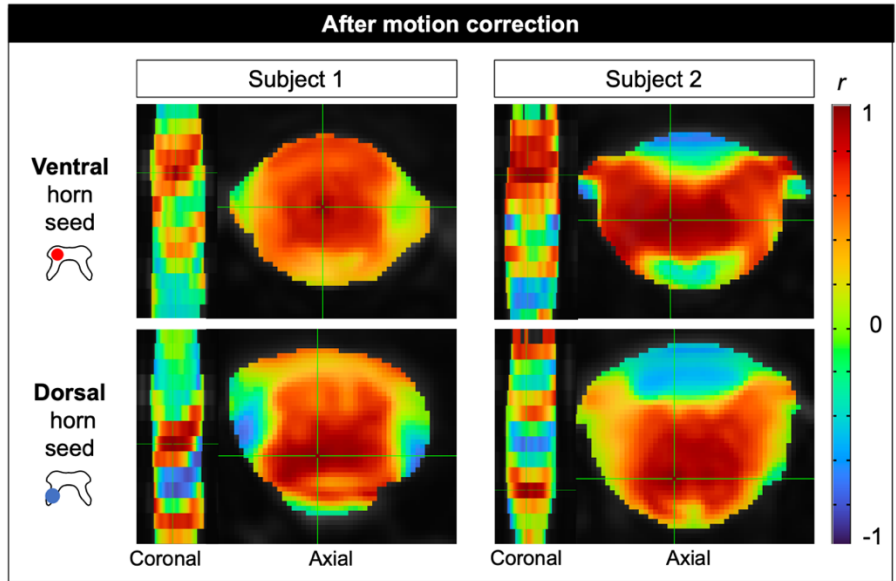 After motion correction
Subject 1
Subject 2
r
1
0
-1
Ventral
horn
seed
Dorsal
horn
seed
Coronal
Axial
Coronal
Axial